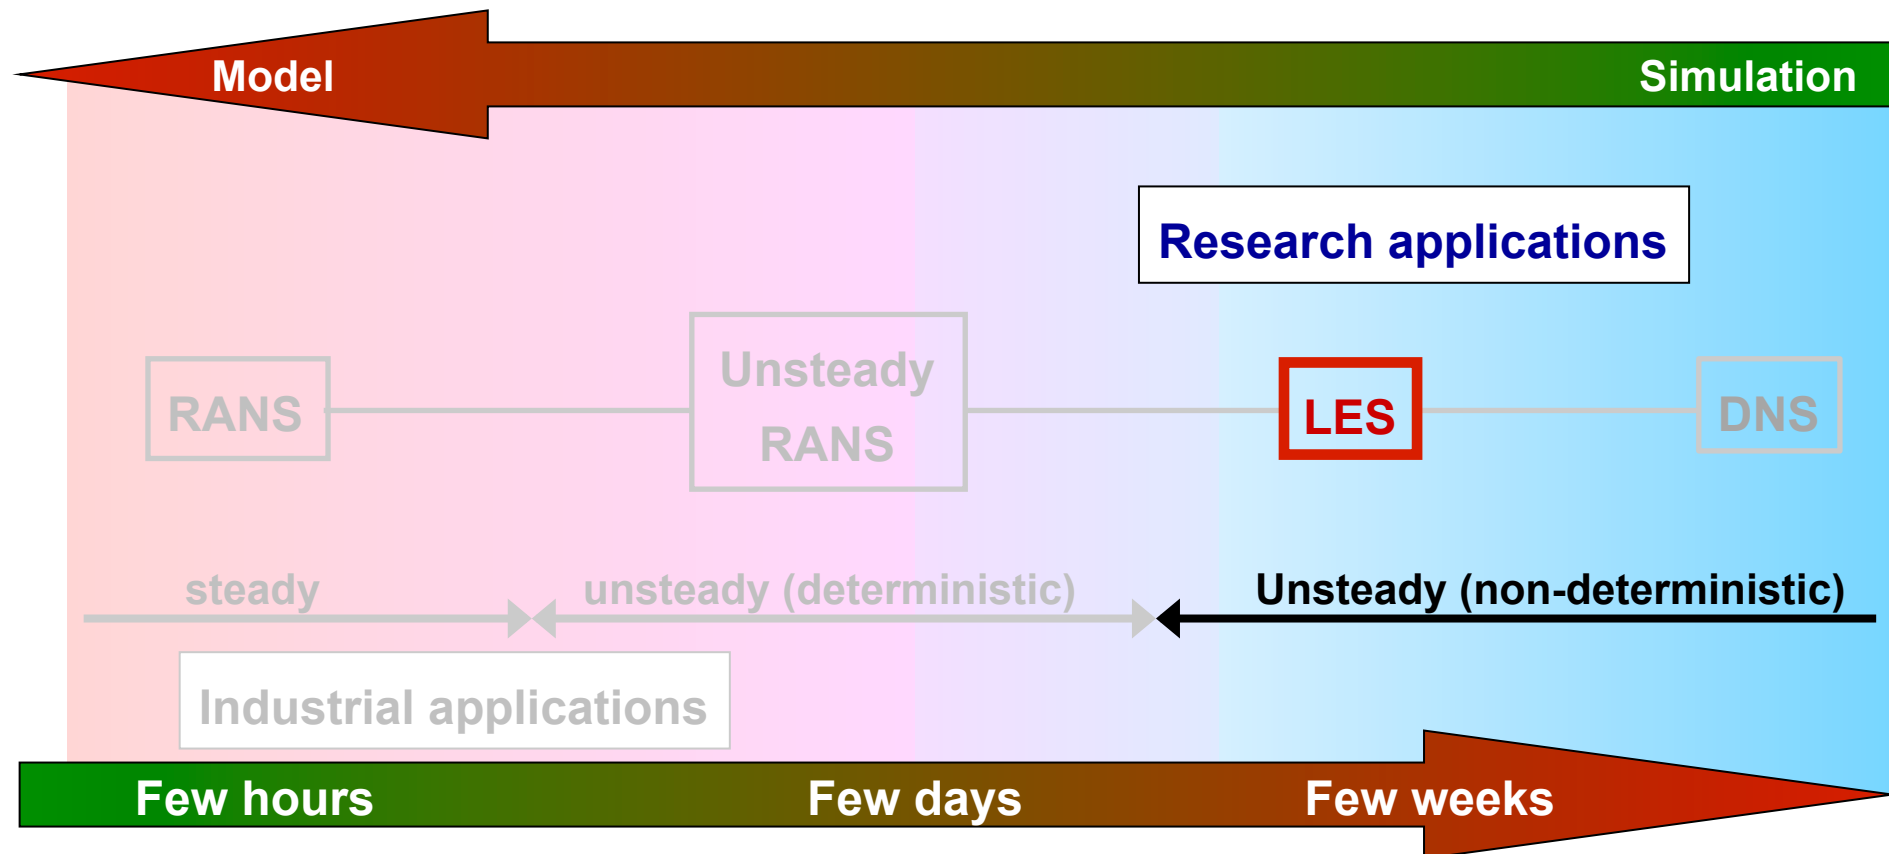 Model Simulation
Research applications
Unsteady
RANS
RANS LES DNS
steady unsteady (deterministic) Unsteady (non-deterministic)
Industrial applications
Few hours Few days Few weeks